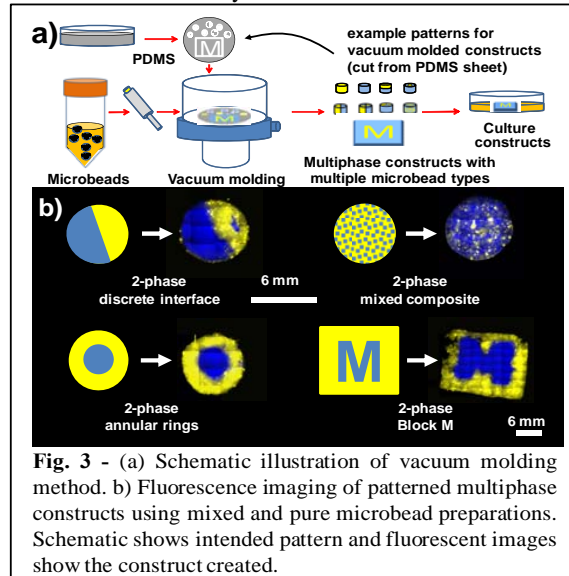 a)
PDMS
M
example patterns for
vacuum molded constructs
(cut from PDMS sheet)
M
M
Microbeads
Vacuum molding
Multiphase constructs with
multiple microbead types
Culture
constructs
b)
2-phase
discrete interface
6 mm
2-phase
mixed composite
M
2-phase
annular rings
2-phase
Block M
6 mm
Fig. 3 - (a) Schematic illustration of vacuum molding
method. b) Fluorescence imaging of patterned multiphase
constructs using mixed and pure microbead preparations.
Schematic shows intended pattern and fluorescent images
show the construct created.